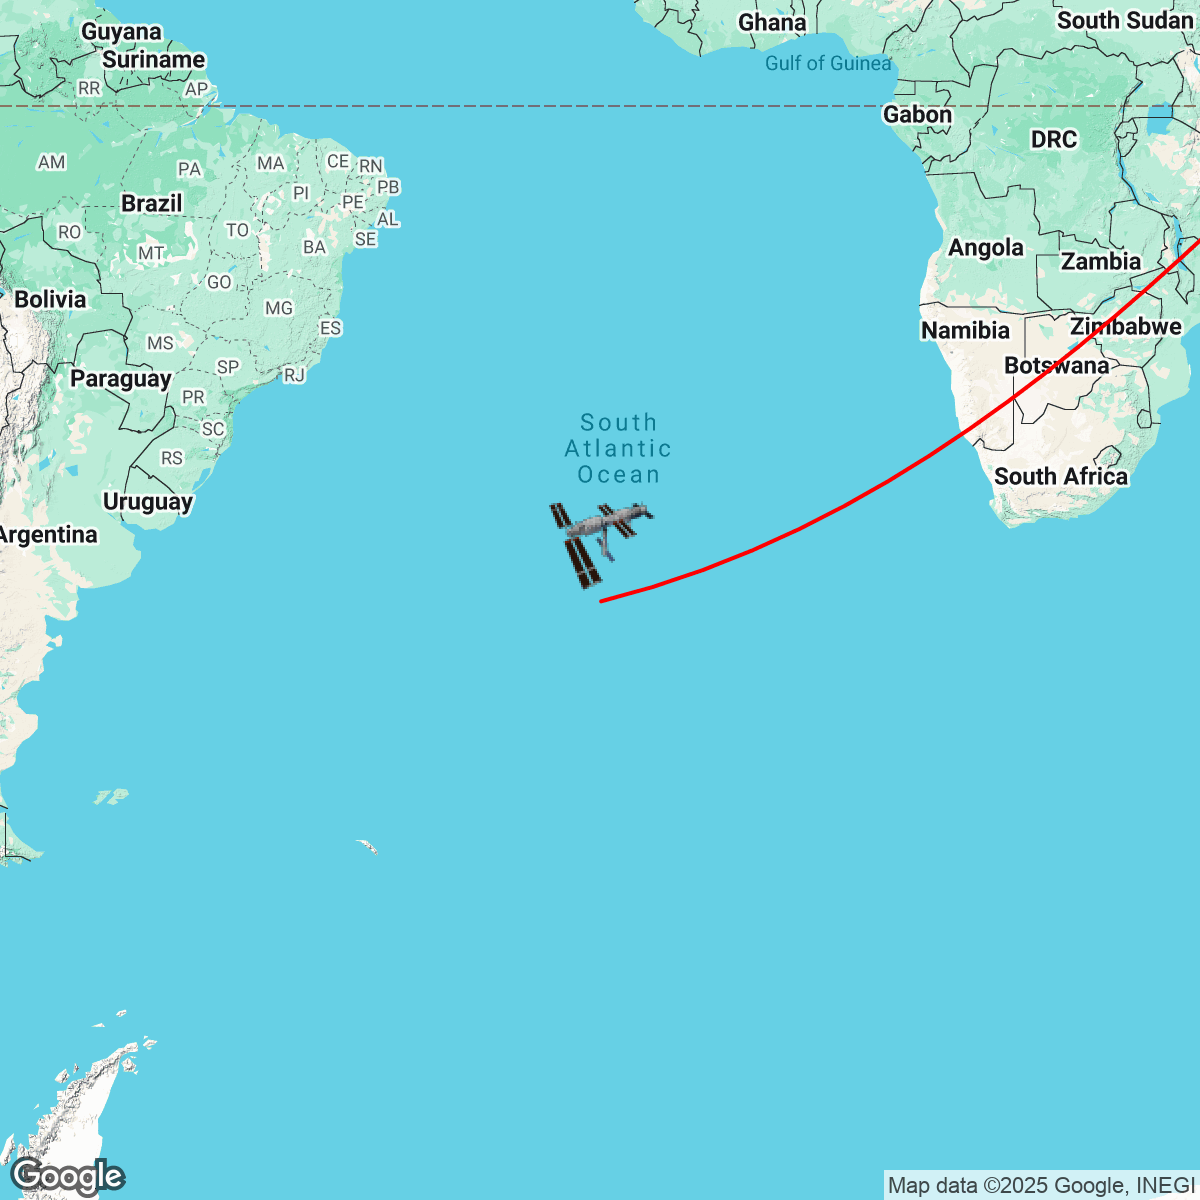 Guyana
Suriname
Ghana
South Sudan
Gulf of Guinea
RR
AP
Gabon
DRC
AM
PA
MA
CE
RN
PI
PE
PB
Brazil
AL
RO
TO
SE
MT
BA
Angola
Zambia
GO
Bolivia
MG
ES
Namibia
Zimbabwe
MS
SP
RJ
Botswana
Paraguay
PR
SC
South
Atlantic
Ocean
RS
South Africa
Uruguay
Argentina
Google
Map data ©2025 Google, INEGI